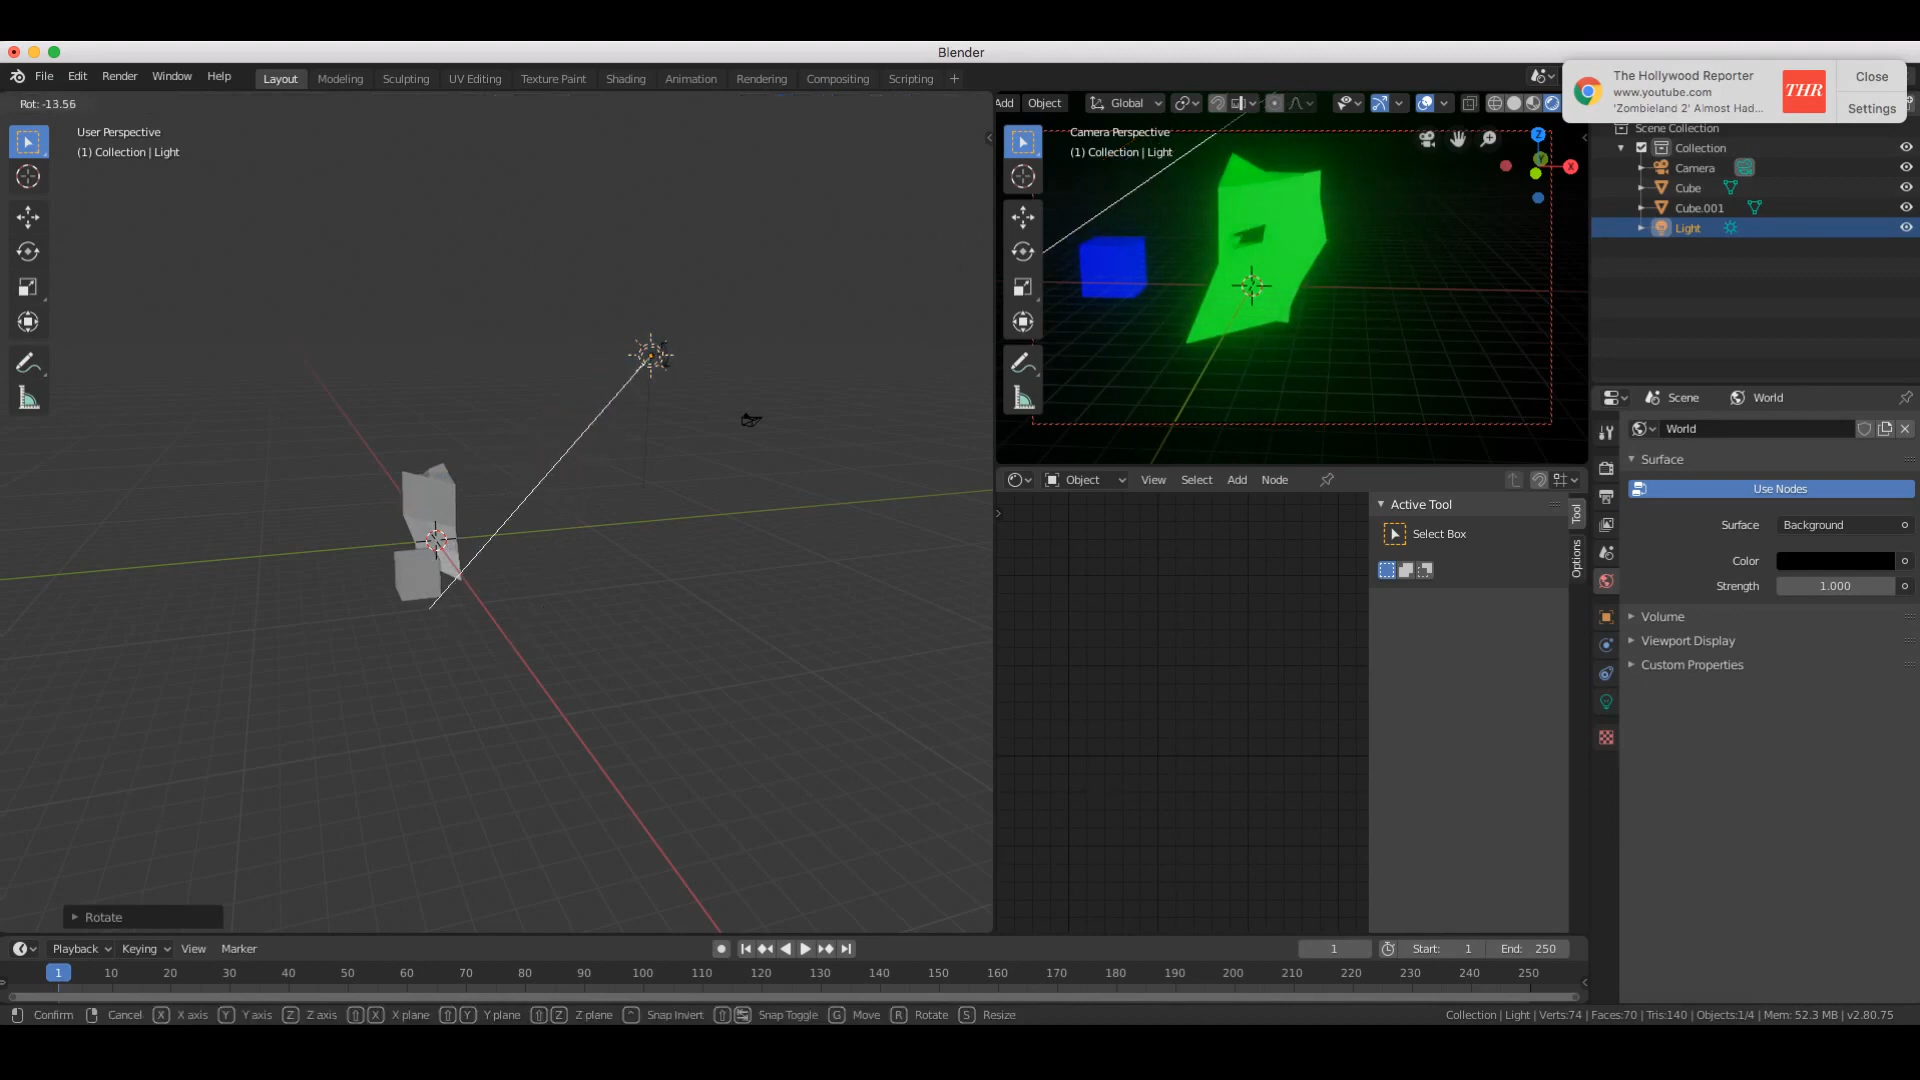 Blender
File Edit Render Window Help
Layout Modeling Sculpting UV Editing Texture Paint Shading Animation Rendering Compositing Scripting +
The Hollywood Reporter
www.youtube.com
'Zombieland 2' Almost Had...
THR
Close
Settings
Rot: -13.56
User Perspective
(1) Collection | Light
Rotate
Add Object Global
Camera Perspective
(1) Collection | Light
Z
Y
X
Scene Collection
Collection
Camera
Cube
Cube.001
Light
Object View Select Add Node
Active Tool
Select Box
Tool
Options
Scene World
World
Surface
Use Nodes
Surface Background
Color
Strength 1.000
Volume
Viewport Display
Custom Properties
Playback Keying View Marker
1 Start: 1 End: 250
1 10 20 30 40 50 60 70 80 90 100 110 120 130 140 150 160 170 180 190 200 210 220 230 240 250
Confirm Cancel X X axis Y Y axis Z Z axis X X plane Y Y plane Z Z plane Snap Invert Snap Toggle G Move R Rotate S Resize
Collection | Light | Verts:74 | Faces:70 | Tris:140 | Objects:1/4 | Mem: 52.3 MB | v2.80.75